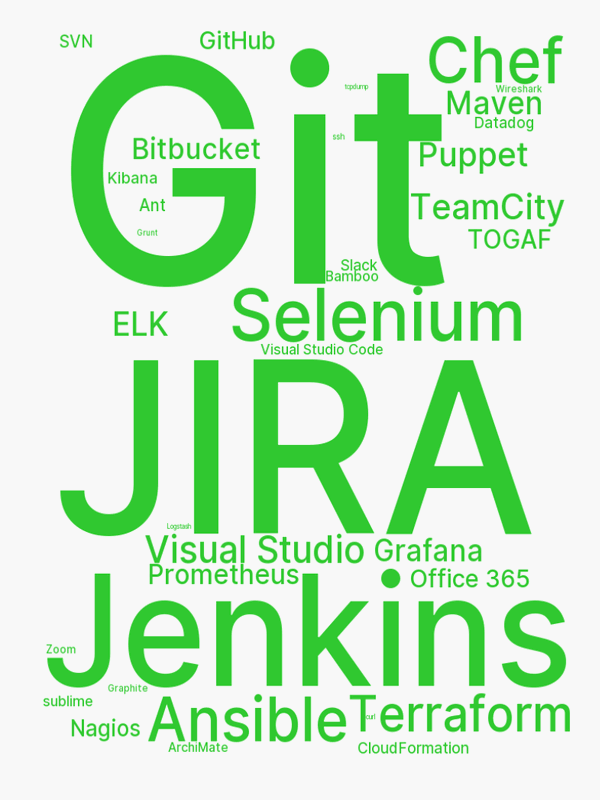 SVN
GitHub
Chef
Git
tcpdump
Wireshark
Maven
Datadog
ssh
Bitbucket
Puppet
Kibana
Ant
TeamCity
Grunt
TOGAF
Slack
Bamboo
ELK
Selenium
Visual Studio Code
JIRA
Logstash
Visual Studio
Grafana
Prometheus
Office 365
Jenkins
Zoom
Graphite
sublime
Ansible
Terraform
curl
Nagios
ArchiMate
CloudFormation